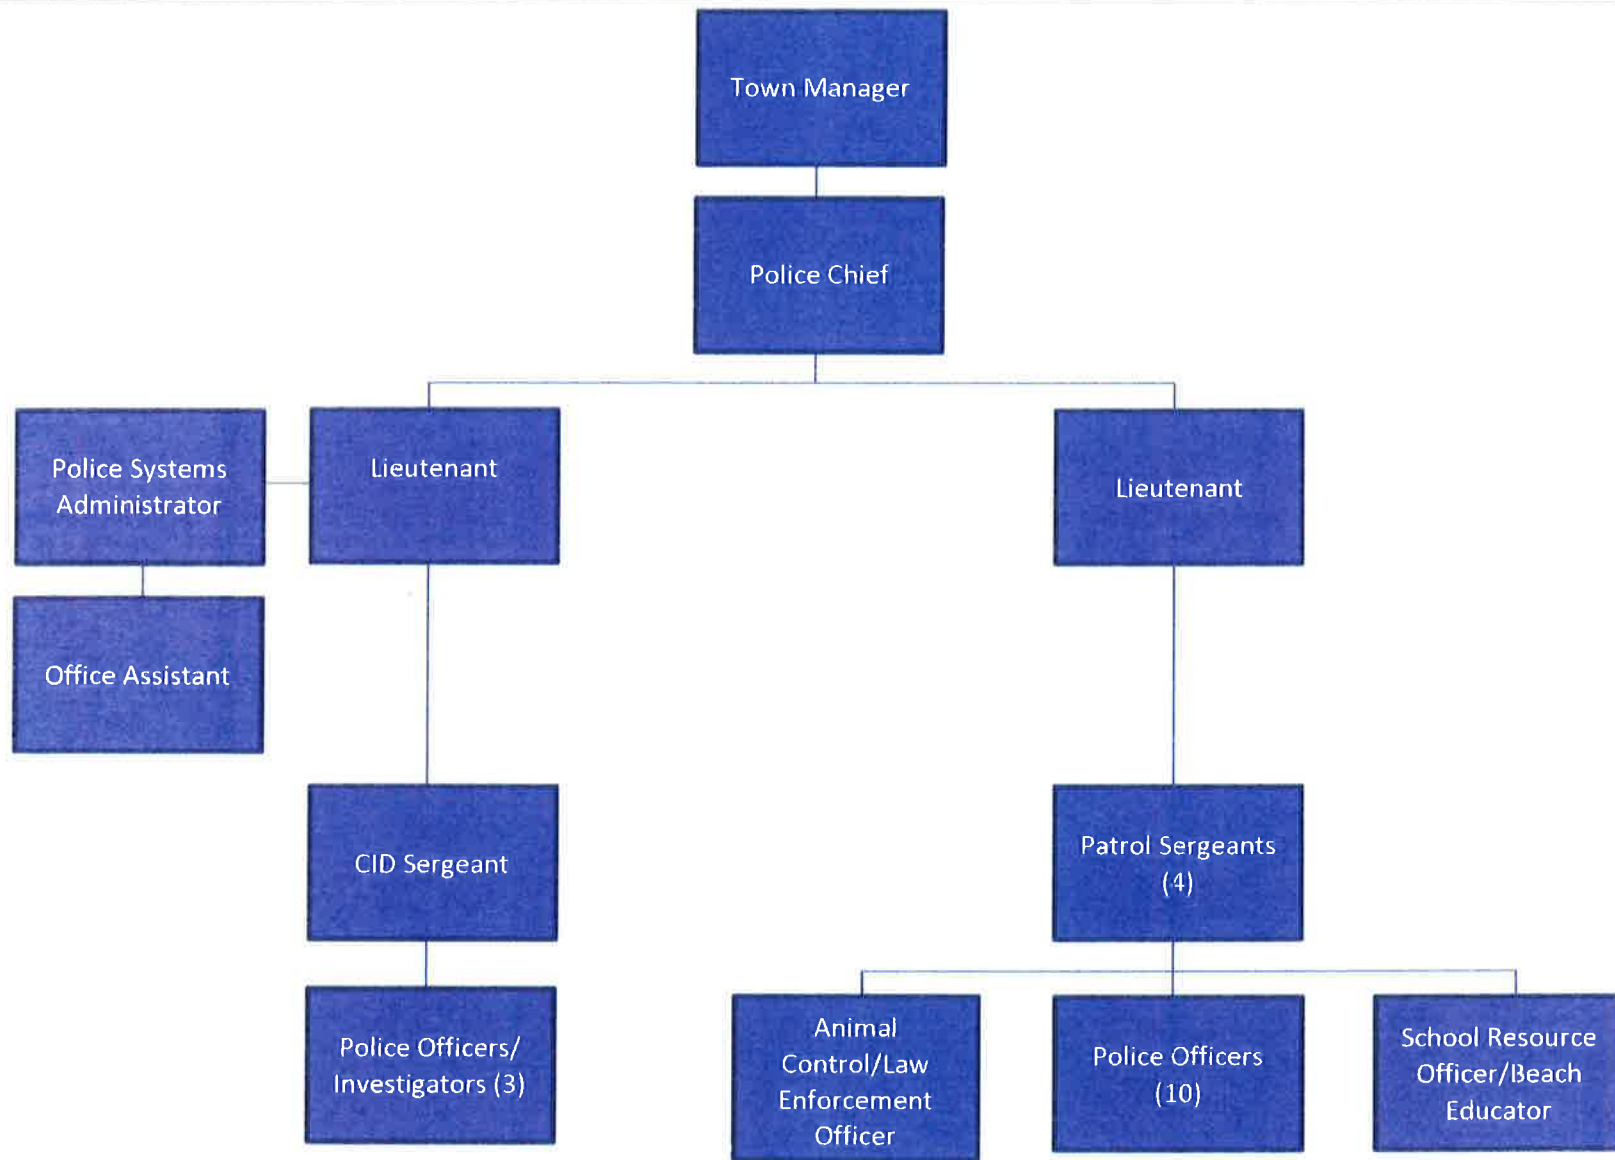 Town Manager
Police Chief
Police Systems
Administrator
Lieutenant
Lieutenant
Office Assistant
CID Sergeant
Patrol Sergeants
(4)
Police Officers/
Investigators (3)
Animal
Control/Law
Enforcement
Officer
Police Officers
(10)
School Resource
Officer/Beach
Educator